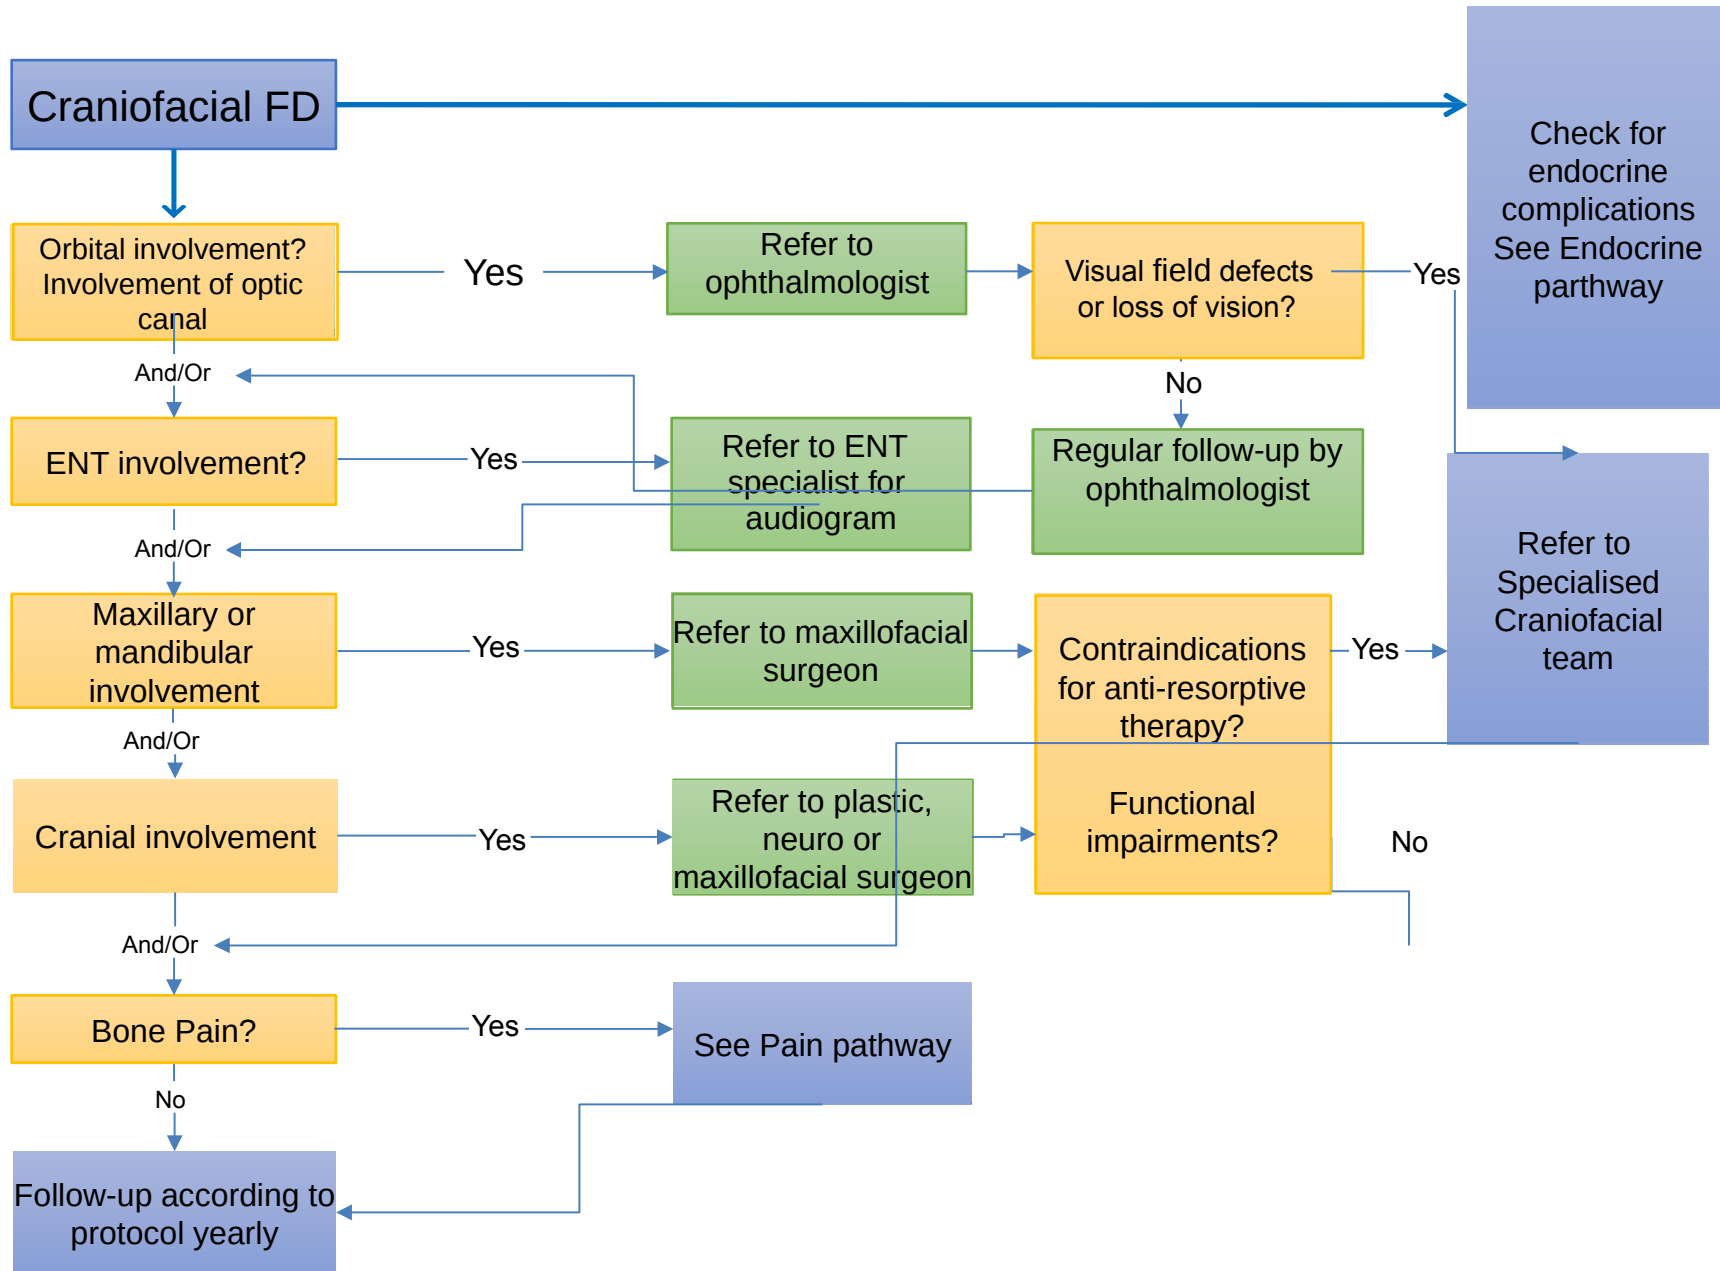 Craniofacial FD
Check for
endocrine
complications
See Endocrine
parthway
Orbital involvement?
Involvement of optic
canal
Yes
Refer to
ophthalmologist
Visual field defects
or loss of vision?
Yes
And/Or
No
ENT involvement?
Yes
Refer to ENT
specialist for
audiogram
Regular follow-up by
ophthalmologist
And/Or
Refer to
Specialised
Craniofacial
team
Maxillary or
mandibular
involvement
Yes
Refer to maxillofacial
surgeon
Contraindications
for anti-resorptive
therapy?
Functional
impairments?
Yes
And/Or
Cranial involvement
Yes
Refer to plastic,
neuro or
maxillofacial surgeon
No
And/Or
Bone Pain?
Yes
See Pain pathway
No
Follow-up according to
protocol yearly